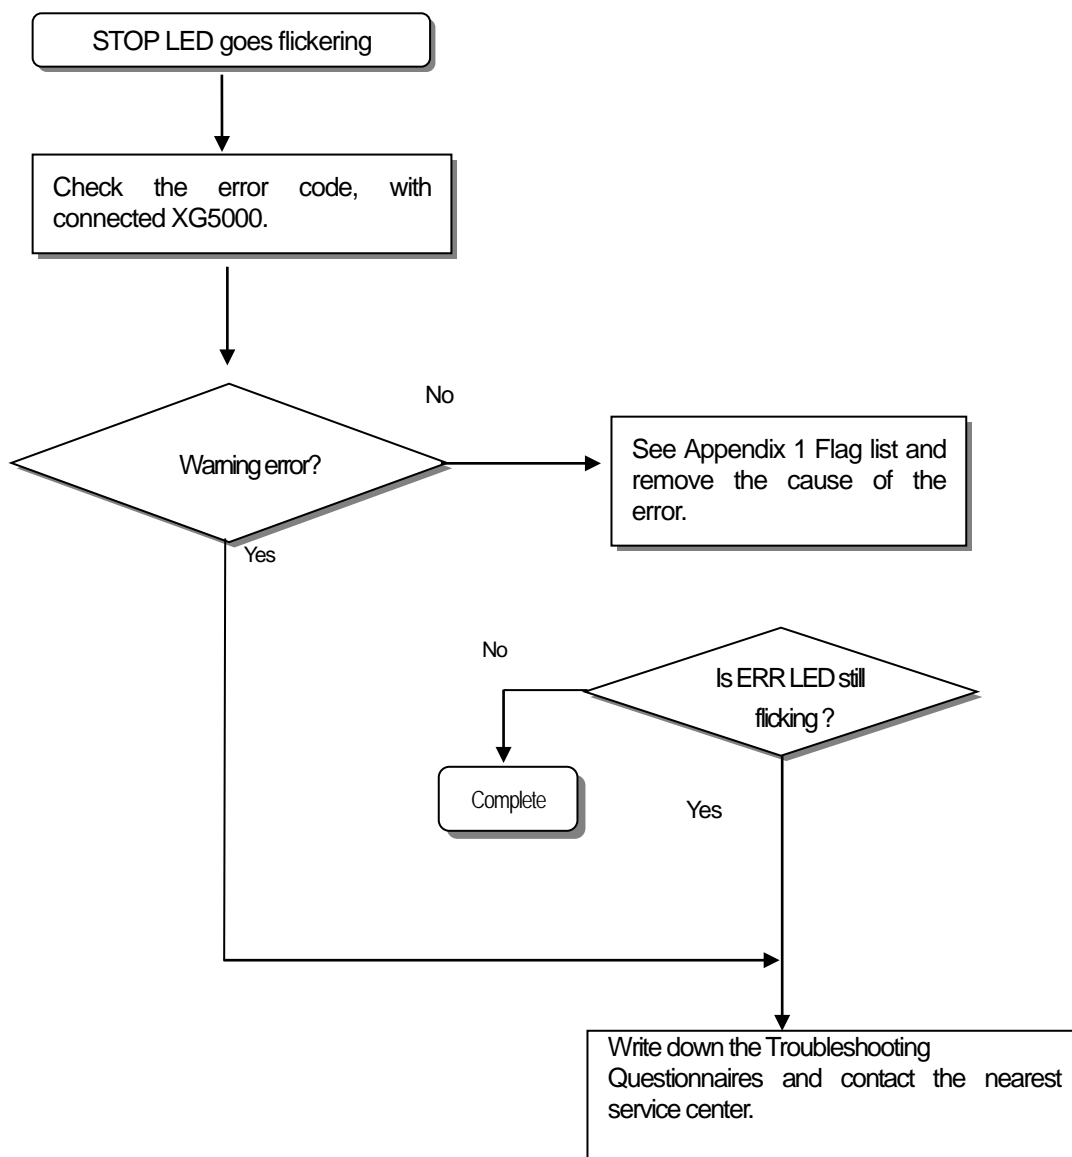 STOP LED goes flickering
Check the error code, with
connected XG5000.
No
Warning error?
See Appendix 1 Flag list and
remove the cause of the
error.
Yes
No
Is ERR LED still
flicking ?
Complete
Yes
Write down the Troubleshooting
Questionnaires and contact the nearest
service center.